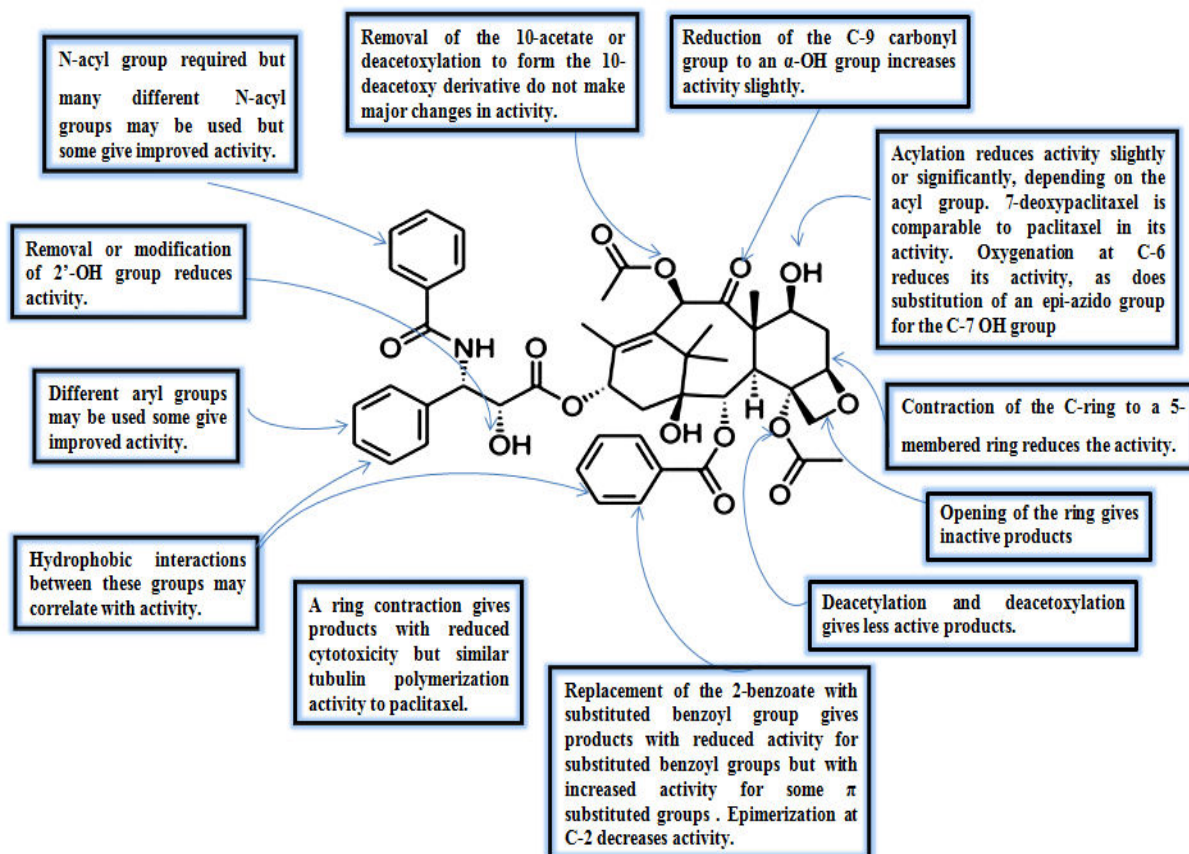 N-acyl group required but
many different N-acyl
groups may be used but
some give improved activity.
Removal of the 10-acetate or
deacetoxylation to form the 10-
deacetoxy derivative do not make
major changes in activity.
Reduction of the C-9 carbonyl
group to an α-OH group increases
activity slightly.
Acylation reduces activity slightly
or significantly, depending on the
acyl group. 7-deoxypaclitaxel is
comparable to paclitaxel in its
activity. Oxygenation at C-6
reduces its activity, as does
substitution of an epi-azido group
for the C-7 OH group
Removal or modification
of 2'-OH group reduces
activity.
Different aryl groups
may be used some give
improved activity.
Hydrophobic interactions
between these groups may
correlate with activity.
O
O
O
OH
O
NH
O
O
OH
OH
O
O
H
O
O
O
O
Contraction of the C-ring to a 5-
membered ring reduces the activity.
Opening of the ring gives
inactive products
Deacetylation and deacetoxylation
gives less active products.
A ring contraction gives
products with reduced
cytotoxicity but similar
tubulin polymerization
activity to paclitaxel.
Replacement of the 2-benzoate with
substituted benzoyl group gives
products with reduced activity for
substituted benzoyl groups but with
increased activity for some π
substituted groups . Epimerization at
C-2 decreases activity.